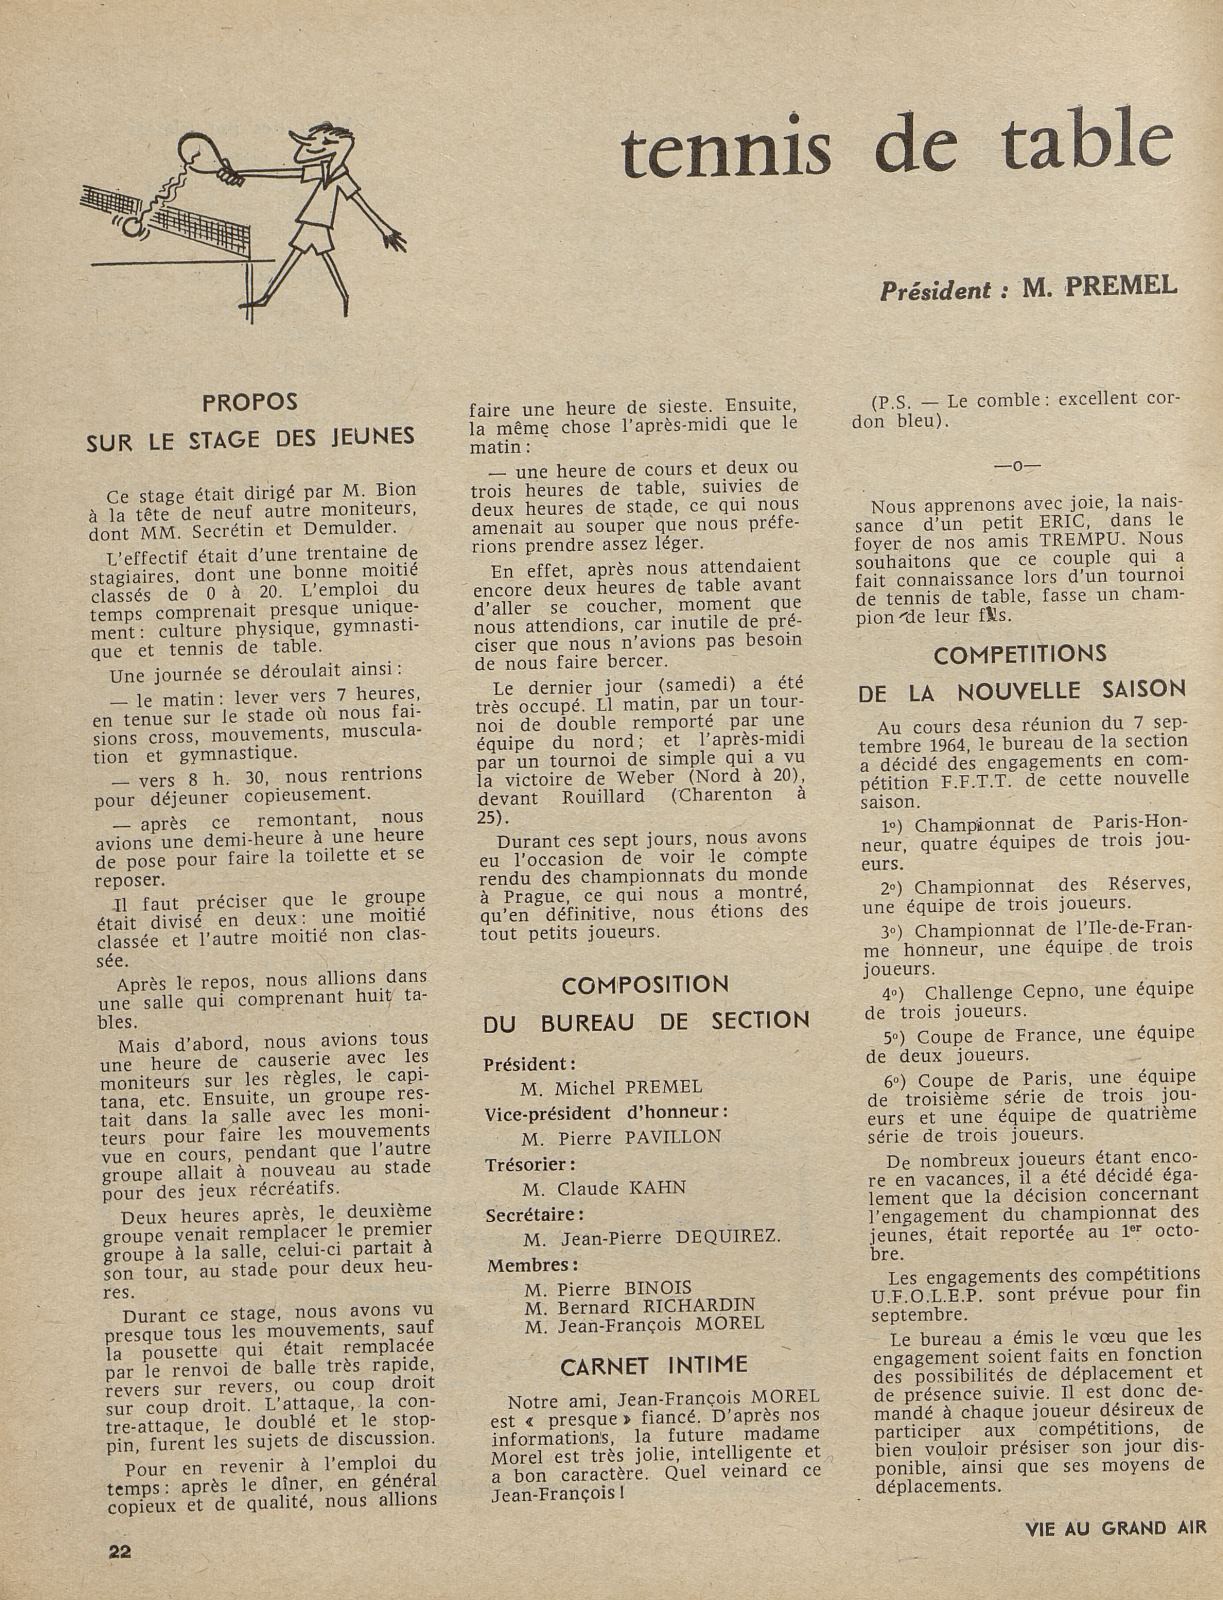 tennis de table
Président : M. PREMEL
PROPOS
SUR LE STAGE DES JEUNES
Ce stage était dirigé par M. Bion
à la tête de neuf autre moniteurs,
dont MM. Secrétin et Demulder.
L'effectif était d'une trentaine de
stagiaires, dont une bonne moitié
classés de 0 à 20. L'emploi du
temps comprenait presque unique-
ment : culture physique, gymnasti-
que et tennis de table.
Une journée se déroulait ainsi :
— le matin : lever vers 7 heures,
en tenue sur le stade où nous fai-
sions cross, mouvements, muscula-
tion et gymnastique.
— vers 8 h. 30, nous rentrions
pour déjeuner copieusement.
— après ce remontant, nous
avions une demi-heure à une heure
de pose pour faire la toilette et se
reposer.
Il faut préciser que le groupe
était divisé en deux : une moitié
classée et l'autre moitié non clas-
sée.
Après le repos, nous allions dans
une salle qui comprenant huit ta-
bles.
Mais d'abord, nous avions tous
une heure de causerie avec les
moniteurs sur les règles, le capi-
tana, etc. Ensuite, un groupe res-
tait dans la salle avec les moni-
teurs pour faire les mouvements
vue en cours, pendant que l'autre
groupe allait à nouveau au stade
pour des jeux récréatifs.
Deux heures après, le deuxième
groupe venait remplacer le premier
groupe à la salle, celui-ci partait à
son tour, au stade pour deux heu-
res.
Durant ce stage, nous avons vu
presque tous les mouvements, sauf
la pousette qui était remplacée
par le renvoi de balle très rapide,
revers sur revers, ou coup droit
sur coup droit. L'attaque, la con-
tre-attaque, le doublé et le stop-
pin, furent les sujets de discussion.
Pour en revenir à l'emploi du
temps : après le dîner, en général
copieux et de qualité, nous allions
faire une heure de sieste. Ensuite,
la même chose l'après-midi que le
matin :
— une heure de cours et deux ou
trois heures de table, suivies de
deux heures de stade, ce qui nous
amenait au souper que nous préfe-
rions prendre assez léger.
En effet, après nous attendaient
encore deux heures de table avant
d'aller se coucher, moment que
nous attendions, car inutile de pré-
ciser que nous n'avions pas besoin
de nous faire bercer.
Le dernier jour (samedi) a été
très occupé. Ll matin, par un tour-
noi de double remporté par une
équipe du nord ; et l'après-midi
par un tournoi de simple qui a vu
la victoire de Weber (Nord à 20),
devant Rouillard (Charenton à
25).
Durant ces sept jours, nous avons
eu l'occasion de voir le compte
rendu des championnats du monde
à Prague, ce qui nous a montré,
qu'en définitive, nous étions des
tout petits joueurs.
COMPOSITION
DU BUREAU DE SECTION
Président :
M. Michel PREMEL
Vice-président d'honneur :
M. Pierre PAVILLON
Trésorier :
M. Claude KAHN
Secrétaire :
M. Jean-Pierre DEQUIREZ.
Membres :
M. Pierre BINOIS
M. Bernard RICHARDIN
M. Jean-François MOREL
CARNET INTIME
Notre ami, Jean-François MOREL
est « presque » fiancé. D'après nos
informations, la future madame
Morel est très jolie, intelligente et
a bon caractère. Quel veinard ce
Jean-François !
(P.S. — Le comble : excellent cor-
don bleu).
—o—
Nous apprenons avec joie, la nais-
sance d'un petit ERIC, dans le
foyer de nos amis TREMPU. Nous
souhaitons que ce couple qui a
fait connaissance lors d'un tournoi
de tennis de table, fasse un cham-
pion de leur fils.
COMPETITIONS
DE LA NOUVELLE SAISON
Au cours desa réunion du 7 sep-
tembre 1964, le bureau de la section
a décidé des engagements en com-
pétition F.F.T.T. de cette nouvelle
saison.
1°) Championnat de Paris-Hon-
neur, quatre équipes de trois jou-
eurs.
2°) Championnat des Réserves,
une équipe de trois joueurs.
3°) Championnat de l'Ile-de-Fran-
me honneur, une équipe de trois
joueurs.
4°) Challenge Cepno, une équipe
de trois joueurs.
5°) Coupe de France, une équipe
de deux joueurs.
6°) Coupe de Paris, une équipe
de troisième série de trois jou-
eurs et une équipe de quatrième
série de trois joueurs.
De nombreux joueurs étant enco-
re en vacances, il a été décidé éga-
lement que la décision concernant
l'engagement du championnat des
jeunes, était reportée au 1er octo-
bre.
Les engagements des compétitions
U.F.O.L.E.P. sont prévue pour fin
septembre.
Le bureau a émis le vœu que les
engagement soient faits en fonction
des possibilités de déplacement et
de présence suivie. Il est donc de-
mandé à chaque joueur désireux de
participer aux compétitions, de
bien vouloir présiser son jour dis-
ponible, ainsi que ses moyens de
déplacements.
VIE AU GRAND AIR
22